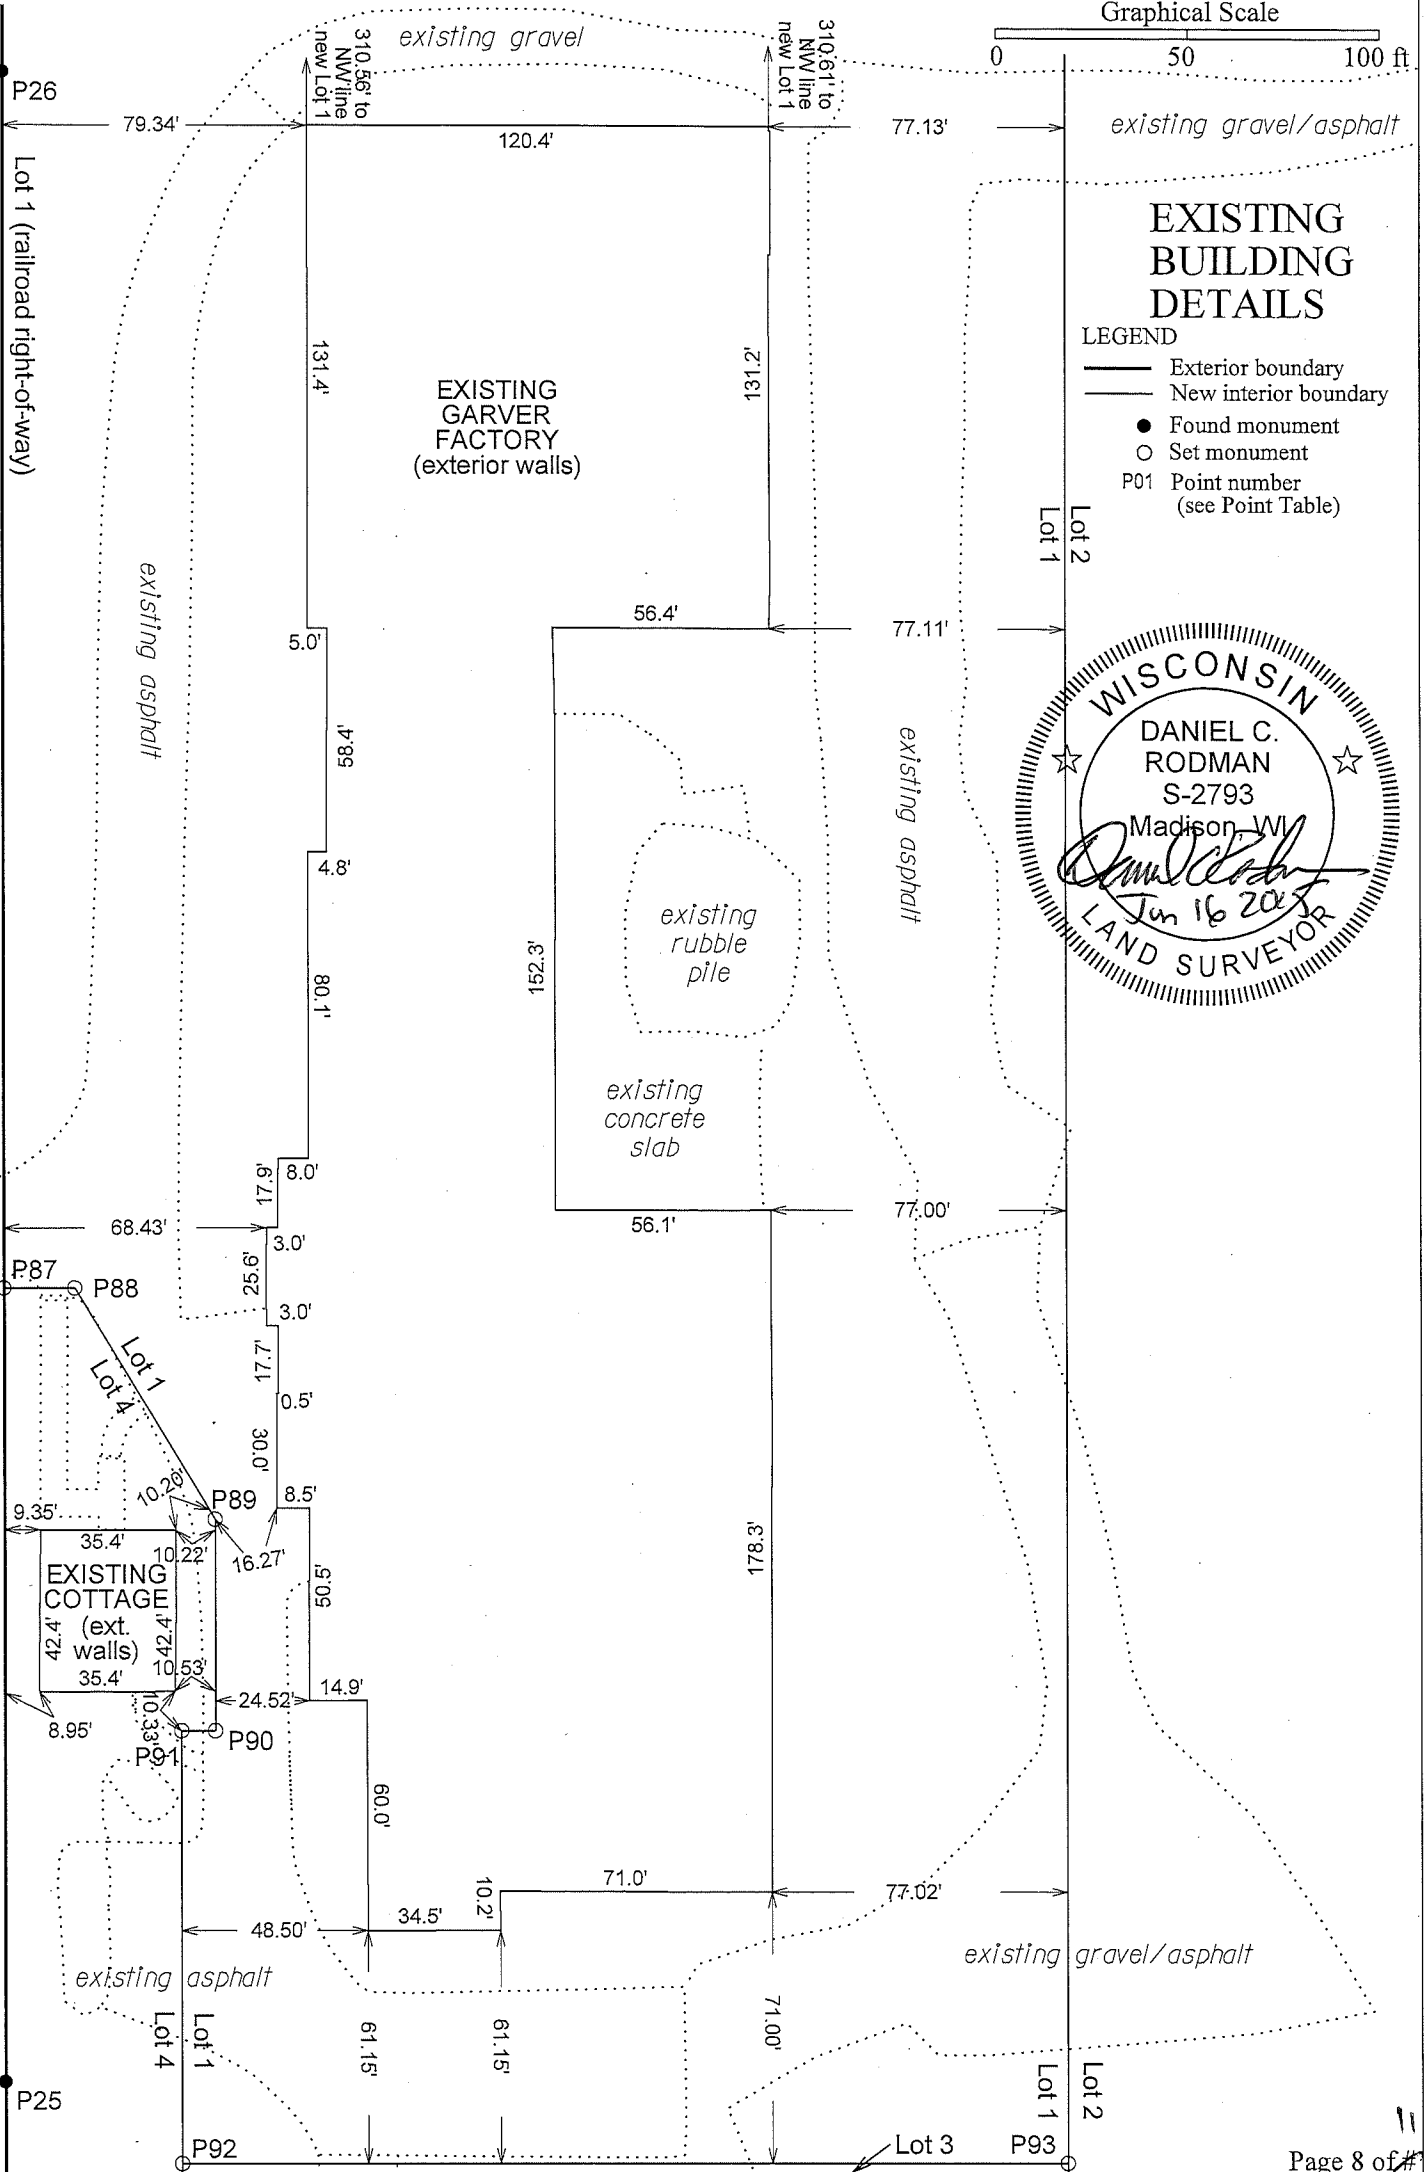 Graphical Scale
0 50 100 ft
existing gravel
310.56' to
NW line
new Lot 1
310.61' to
NW line
new Lot 1
P26
79.34'
120.4'
77.13'
existing gravel/asphalt
Lot 1 (railroad right-of-way)
EXISTING
BUILDING
DETAILS
LEGEND
Exterior boundary
New interior boundary
Found monument
Set monument
P01 Point number
(see Point Table)
131.4'
131.2'
EXISTING
GARVER
FACTORY
(exterior walls)
Lot 2
Lot 1
existing asphalt
56.4'
77.11'
5.0'
58.4'
4.8'
existing asphalt
WISCONSIN
DANIEL C.
RODMAN
S-2793
Madison, WI
Jun 16 2015
LAND SURVEYOR
existing
rubble
pile
152.3'
80.1'
existing
concrete
slab
8.0'
17.9'
68.43'
3.0'
56.1'
77.00'
25.6'
P87
P88
3.0'
Lot 1
Lot 4
17.7'
0.5'
30.0'
10.20'
P89
8.5'
9.35'
35.4'
10.22'
16.27'
178.3'
EXISTING
COTTAGE
(ext.
walls)
42.4'
42.4'
50.5'
35.4'
10.53'
24.52'
14.9'
8.95'
10.33'
P91
P90
60.0'
71.0'
10.2'
77.02'
48.50'
34.5'
existing asphalt
existing gravel/asphalt
Lot 1
Lot 4
61.15'
61.15'
71.00'
Lot 2
Lot 1
P25
P92
Lot 3
P93
11
Page 8 of